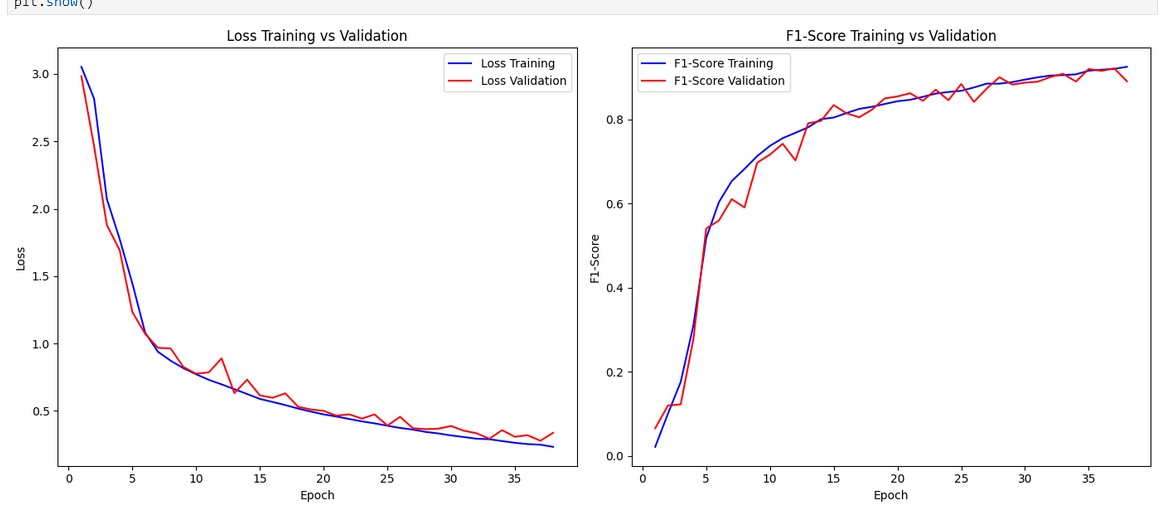 plt.show()
Loss Training vs Validation
Loss Training
Loss Validation
3.0
2.5
2.0
1.5
1.0
0.5
Loss
0 5 10 15 20 25 30 35
Epoch
F1-Score Training vs Validation
F1-Score Training
F1-Score Validation
0.8
0.6
0.4
0.2
0.0
F1-Score
0 5 10 15 20 25 30 35
Epoch